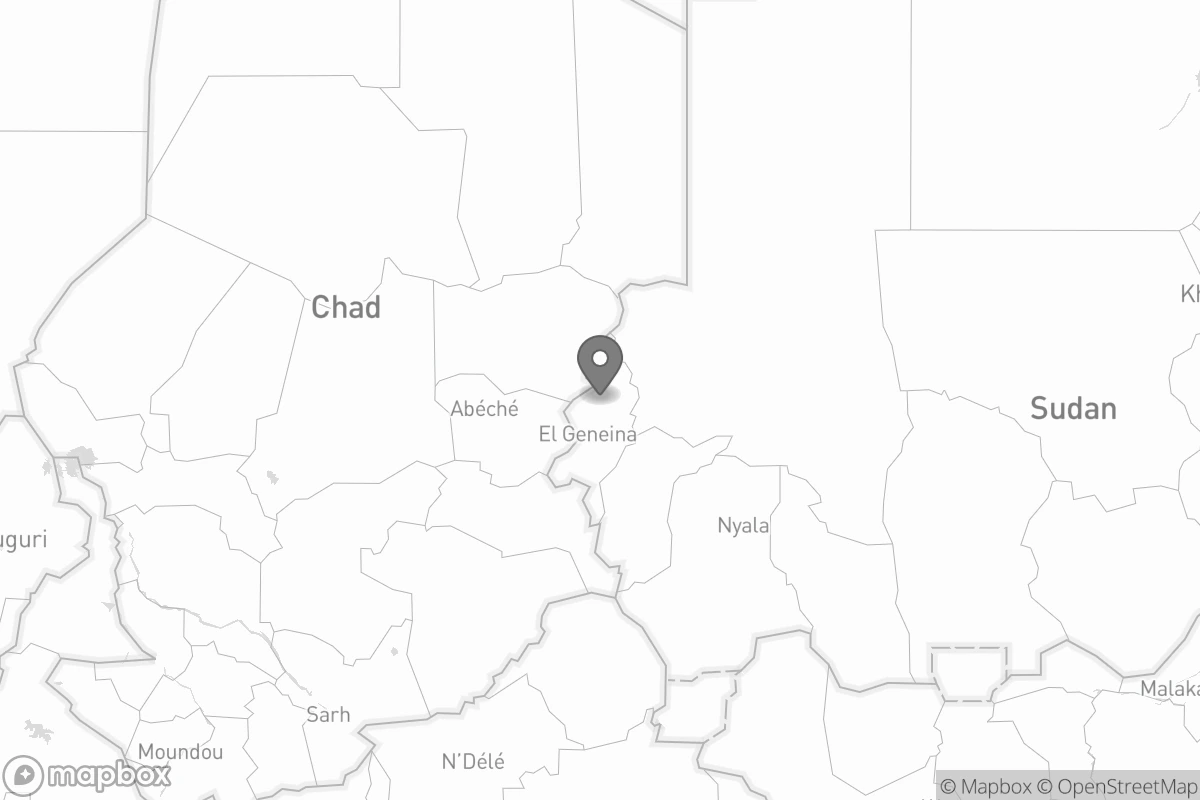 Chad
Kh
Abéché
Sudan
El Geneina
Nyala
uguri
Malaka
Sarh
Moundou
N'Délé
mapbox
© Mapbox © OpenStreetMap